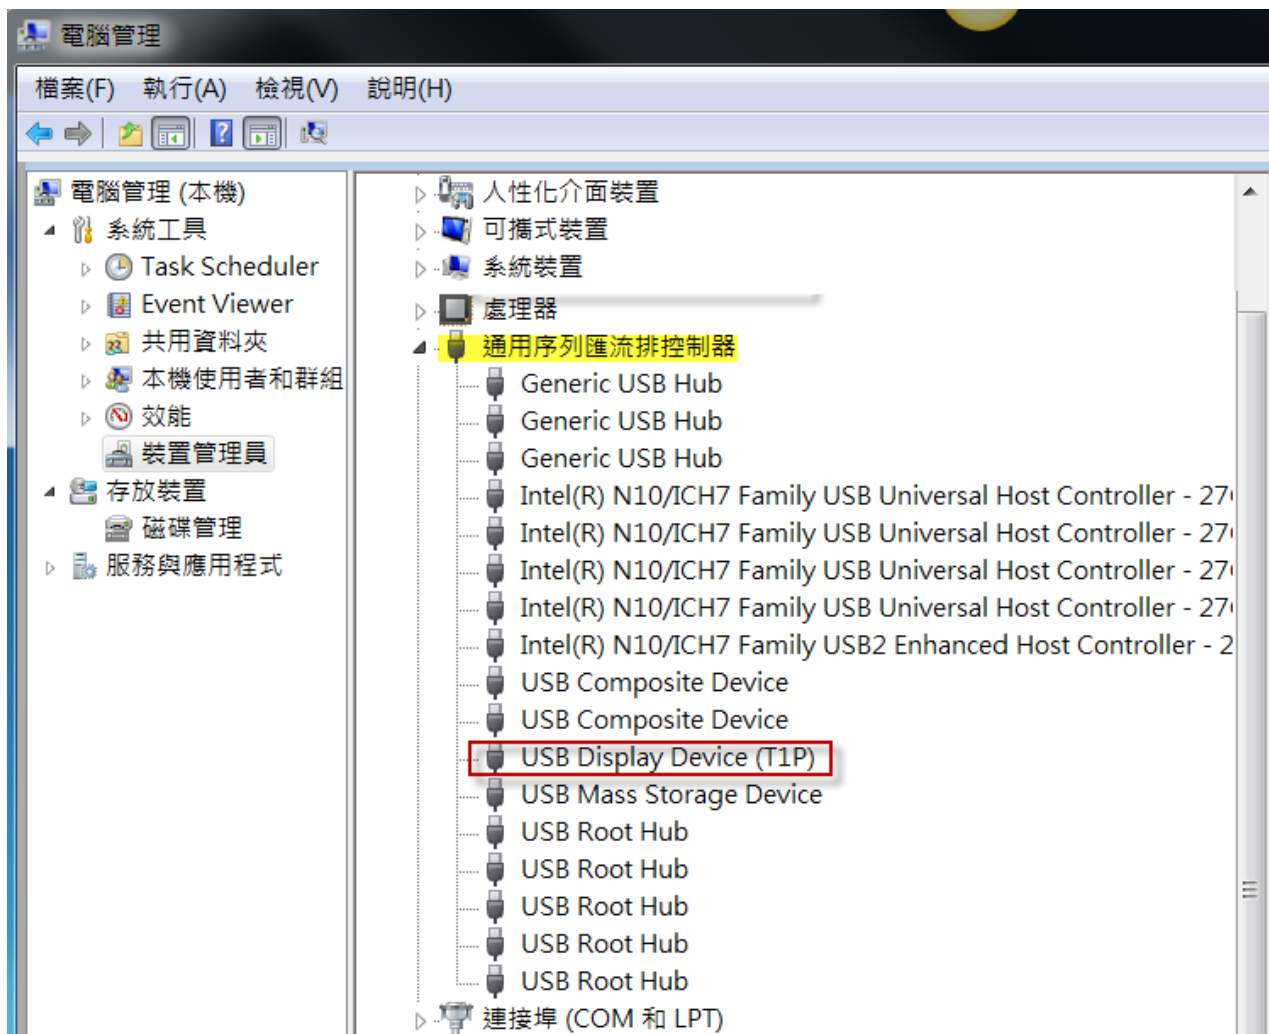 電腦管理
檔案(F) 執行(A) 檢視(V) 說明(H)
電腦管理 (本機)
系統工具
Task Scheduler
Event Viewer
共用資料夾
本機使用者和群組
效能
裝置管理員
存放裝置
磁碟管理
服務與應用程式
人性化介面裝置
可攜式裝置
系統裝置
處理器
通用序列匯流排控制器
Generic USB Hub
Generic USB Hub
Generic USB Hub
Intel(R) N10/ICH7 Family USB Universal Host Controller - 27
Intel(R) N10/ICH7 Family USB Universal Host Controller - 27
Intel(R) N10/ICH7 Family USB Universal Host Controller - 27
Intel(R) N10/ICH7 Family USB Universal Host Controller - 27
Intel(R) N10/ICH7 Family USB2 Enhanced Host Controller - 2
USB Composite Device
USB Composite Device
USB Display Device (T1P)
USB Mass Storage Device
USB Root Hub
USB Root Hub
USB Root Hub
USB Root Hub
USB Root Hub
連接埠 (COM 和 LPT)